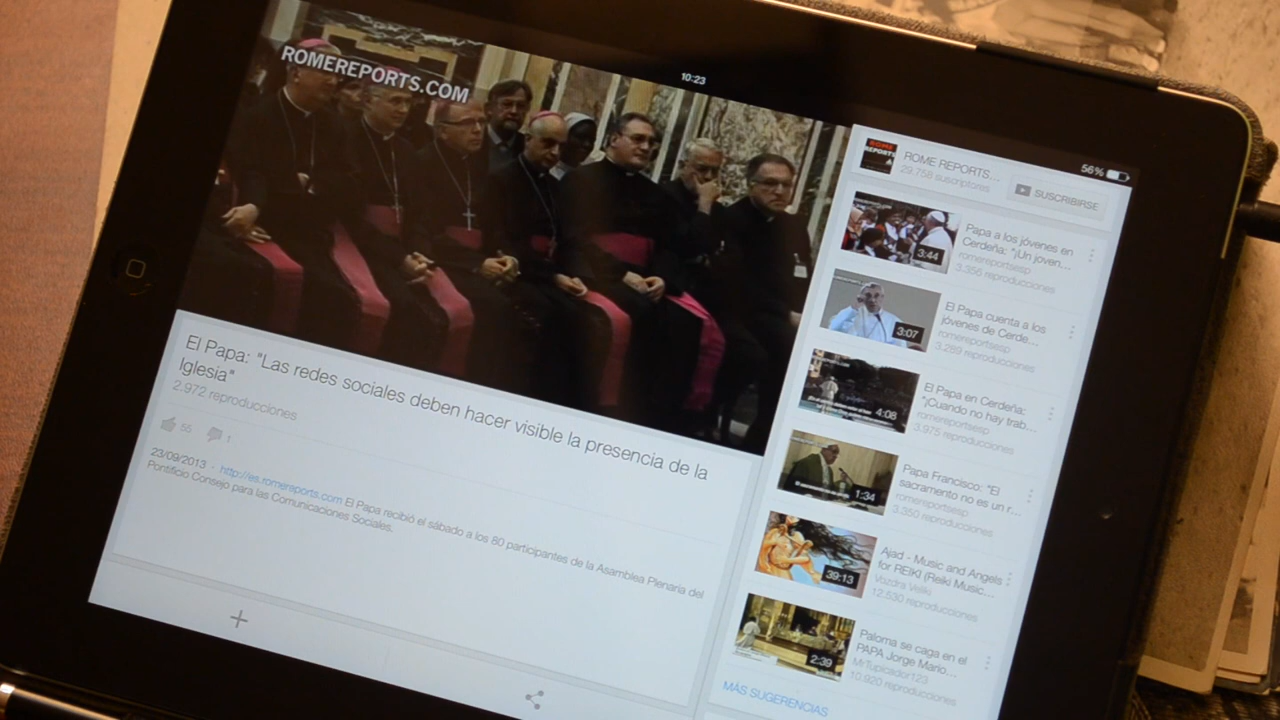 ROMEREPORTS.COM
10:23
56%
El Papa: "Las redes sociales deben hacer visible la presencia de la
Iglesia"
2.972 reproducciones
55
1
23/09/2013 - http://es.romereports.com El Papa recibió el sábado a los 80 participantes de la Asamblea Plenaria del
Pontificio Consejo para las Comunicaciones Sociales.
ROME
REPORTS
ROME REPORTS...
29.758 suscriptores
SUSCRIBIRSE
3:44
Papa a los jóvenes en
Cerdeña: "¡Un joven...
romereportsesp
3.356 reproducciones
3:07
El Papa cuenta a los
jóvenes de Cerde...
romereportsesp
3.289 reproducciones
4:08
El Papa en Cerdeña:
"¡Cuando no hay trab...
romereportsesp
3.975 reproducciones
1:34
Papa Francisco: "El
sacramento no es un r...
romereportsesp
3.350 reproducciones
39:13
Ajad - Music and Angels
for REIKI (Reiki Music...
Vozdra Veliki
12.530 reproducciones
2:39
Paloma se caga en el
PAPA Jorge Mario...
Mr1uploader123
10.920 reproducciones
MÁS SUGERENCIAS